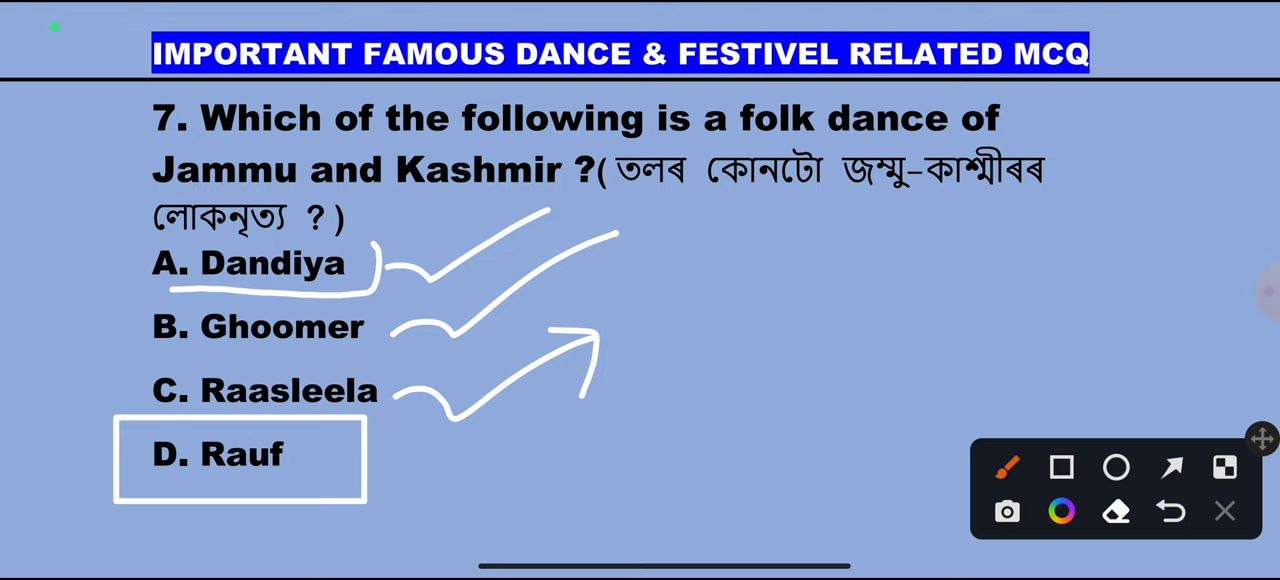 IMPORTANT FAMOUS DANCE & FESTIVEL RELATED MCQ
7. Which of the following is a folk dance of
Jammu and Kashmir ?( তলৰ কোনটো জম্মু-কাশ্মীৰৰ
লোকনৃত্য ? )
A. Dandiya
B. Ghoomer
C. Raasleela
D. Rauf